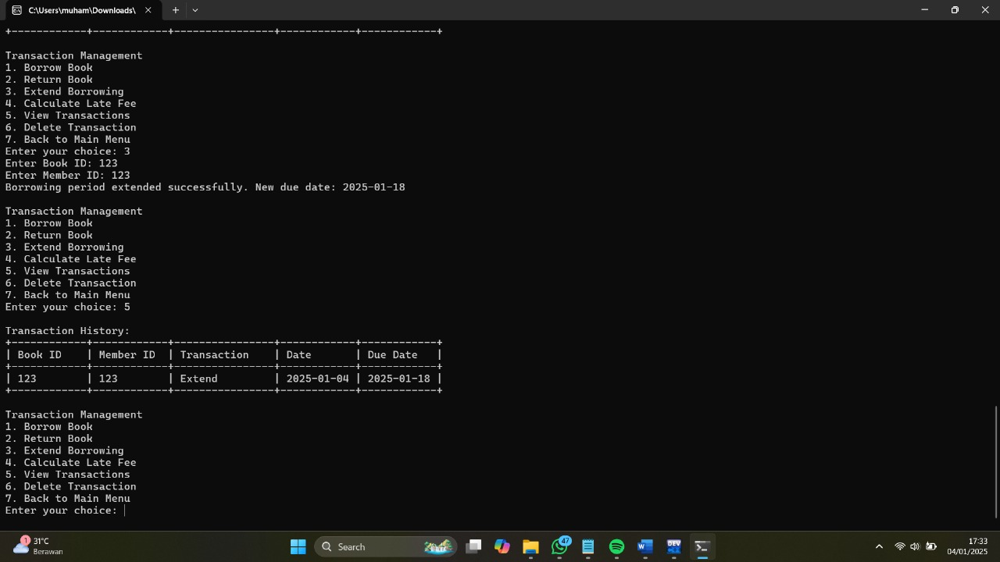 C:\Users\muham\Downloads\
+------------+------------+----------------+------------+------------+
Transaction Management
1. Borrow Book
2. Return Book
3. Extend Borrowing
4. Calculate Late Fee
5. View Transactions
6. Delete Transaction
7. Back to Main Menu
Enter your choice: 3
Enter Book ID: 123
Enter Member ID: 123
Borrowing period extended successfully. New due date: 2025-01-18
Transaction Management
1. Borrow Book
2. Return Book
3. Extend Borrowing
4. Calculate Late Fee
5. View Transactions
6. Delete Transaction
7. Back to Main Menu
Enter your choice: 5
Transaction History:
+------------+------------+----------------+------------+------------+
| Book ID    | Member ID  | Transaction    | Date       | Due Date   |
+------------+------------+----------------+------------+------------+
| 123        | 123        | Extend         | 2025-01-04 | 2025-01-18 |
+------------+------------+----------------+------------+------------+
Transaction Management
1. Borrow Book
2. Return Book
3. Extend Borrowing
4. Calculate Late Fee
5. View Transactions
6. Delete Transaction
7. Back to Main Menu
Enter your choice:
1
31°C
Berawan
Search
47
DEV
17:33
04/01/2025